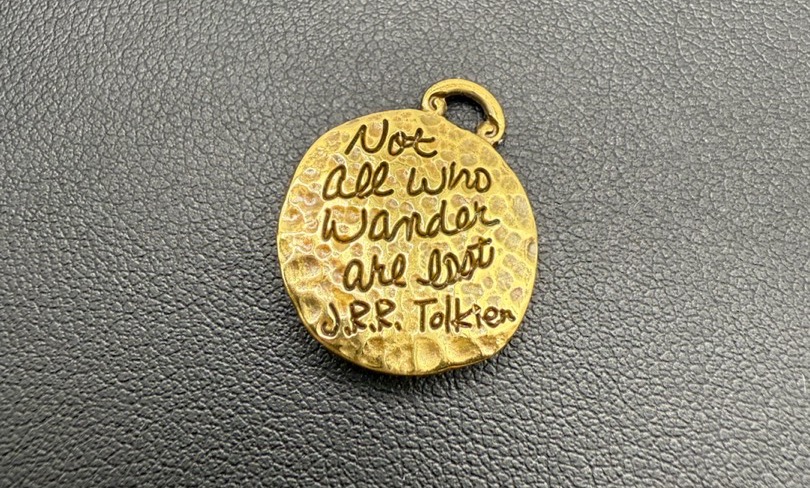 Not
all who
Wander
are lost
J.R.R. Tolkien